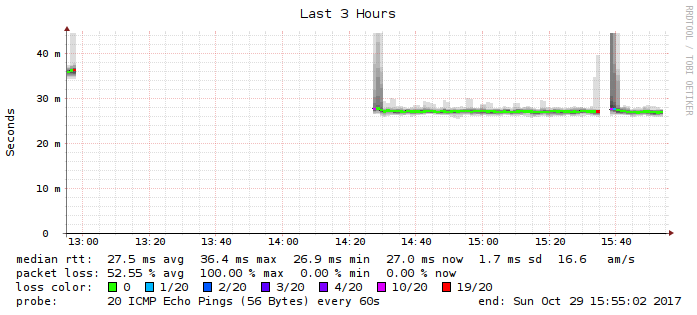 Last 3 Hours
RRDTOOL / TOBI OETIKER
Seconds
40 m
30 m
20 m
10 m
0
13:00 13:20 13:40 14:00 14:20 14:40 15:00 15:20 15:40
median rtt: 27.5 ms avg 36.4 ms max 26.9 ms min 27.0 ms now 1.7 ms sd 16.6 am/s
packet loss: 52.55 % avg 100.00 % max 0.00 % min 0.00 % now
loss color: 0 1/20 2/20 3/20 4/20 10/20 19/20
probe: 20 ICMP Echo Pings (56 Bytes) every 60s end: Sun Oct 29 15:55:02 2017